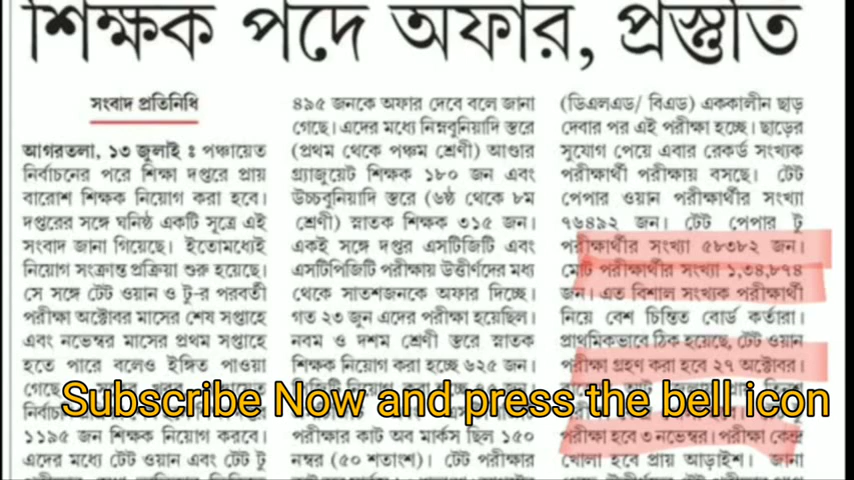 শিক্ষক পদে অফার, প্রস্তুতি
সংবাদ প্রতিনিধি
আগরতলা, ১৩ জুলাই ঃ পঞ্চায়েত
নির্বাচনের পরে শিক্ষা দপ্তরে প্রায়
বারোশ শিক্ষক নিয়োগ করা হবে।
দপ্তরের সঙ্গে ঘনিষ্ঠ একটি সূত্রে এই
সংবাদ জানা গিয়েছে। ইতোমধ্যেই
নিয়োগ সংক্রান্ত প্রক্রিয়া শুরু হয়েছে।
সে সঙ্গে টেট ওয়ান ও টু-র পরবর্তী
পরীক্ষা অক্টোবর মাসের শেষ সপ্তাহে
এবং নভেম্বর মাসের প্রথম সপ্তাহে
হতে পারে বলেও ইঙ্গিত পাওয়া
গেছে।
১১৯৫ জন শিক্ষক নিয়োগ করবে।
এদের মধ্যে টেট ওয়ান এবং টেট টু
৪৯৫ জনকে অফার দেবে বলে জানা
গেছে। এদের মধ্যে নিম্নবুনিয়াদি স্তরে
(প্রথম থেকে পঞ্চম শ্রেণী) আণ্ডার
গ্র্যাজুয়েট শিক্ষক ১৮০ জন এবং
উচ্চবুনিয়াদি স্তরে (৬ষ্ঠ থেকে ৮ম
শ্রেণী) স্নাতক শিক্ষক ৩১৫ জন।
একই সঙ্গে দপ্তর এসটিজিটি এবং
এসটিপিজিটি পরীক্ষায় উত্তীর্ণদের মধ্য
থেকে সাতশজনকে অফার দিচ্ছে।
গত ২৩ জুন এদের পরীক্ষা হয়েছিল।
নবম ও দশম শ্রেণী স্তরে স্নাতক
শিক্ষক নিয়োগ করা হচ্ছে ৬২৫ জন।
পরীক্ষার কাট অব মার্কস ছিল ১৫০
নম্বর (৫০ শতাংশ)। টেট পরীক্ষার
(ডিএলএড/ বিএড) এককালীন ছাড়
দেবার পর এই পরীক্ষা হচ্ছে। ছাড়ের
সুযোগ পেয়ে এবার রেকর্ড সংখ্যক
পরীক্ষার্থী পরীক্ষায় বসছে। টেট
পেপার ওয়ান পরীক্ষার্থীর সংখ্যা
৭৬৪৯২ জন। টেট পেপার টু
পরীক্ষার্থীর সংখ্যা ৫৮৩৮২ জন।
মোট পরীক্ষার্থীর সংখ্যা ১,৩৪,৮৭৪
জন। এত বিশাল সংখ্যক পরীক্ষার্থী
নিয়ে বেশ চিন্তিত বোর্ড কর্তারা।
প্রাথমিকভাবে ঠিক হয়েছে, টেট ওয়ান
পরীক্ষা গ্রহণ করা হবে ২৭ অক্টোবর।
পরীক্ষা হবে ৩ নভেম্বর। পরীক্ষা কেন্দ্র
খোলা হবে প্রায় আড়াইশ। জানা
Subscribe Now and press the bell icon